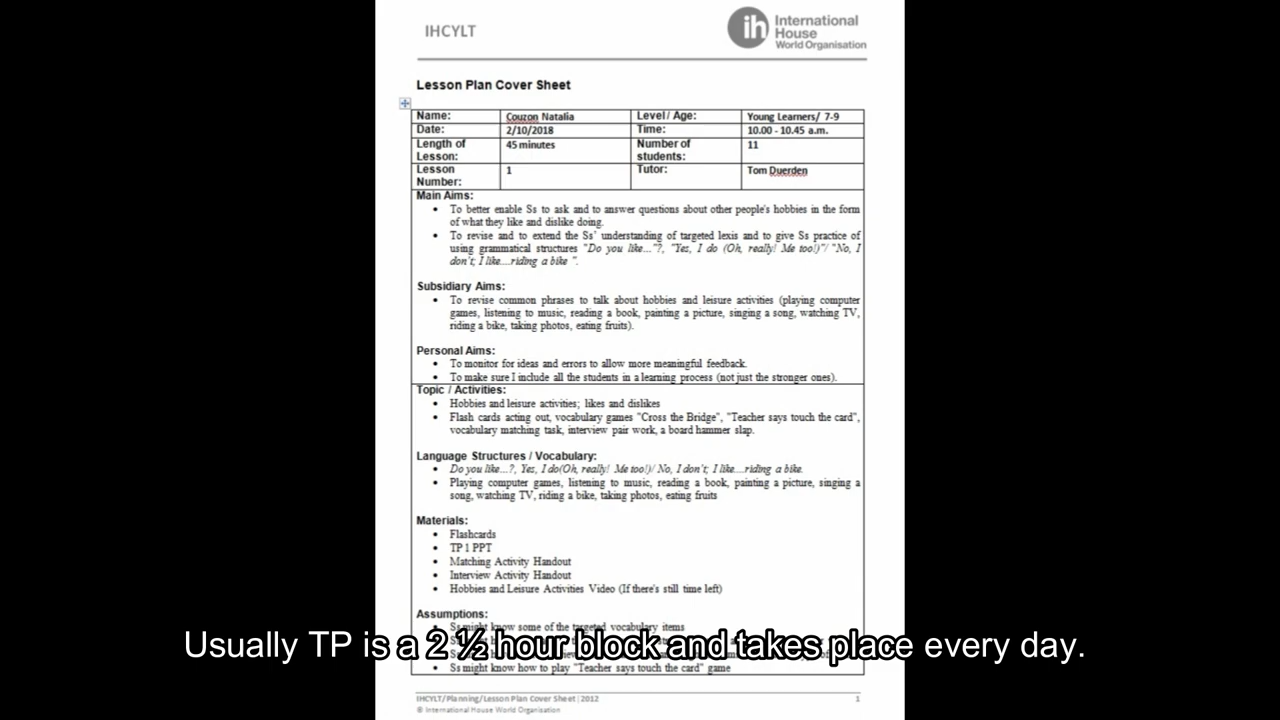 IHCYLT
ih International
House
World Organisation
Lesson Plan Cover Sheet
Name: Couzon Natalia Level/ Age: Young Learners/ 7-9
Date: 2/10/2018 Time: 10.00 - 10.45 a.m.
Length of Lesson: 45 minutes Number of students: 11
Lesson Number: 1 Tutor: Tom Duerden
Main Aims:
• To better enable Ss to ask and to answer questions about other people's hobbies in the form
of what they like and dislike doing.
• To revise and to extend the Ss' understanding of targeted lexis and to give Ss practice of
using grammatical structures "Do you like..."?, "Yes, I do (Oh, really! Me too!)"/ "No, I
don't; I like....riding a bike ".
Subsidiary Aims:
• To revise common phrases to talk about hobbies and leisure activities (playing computer
games, listening to music, reading a book, painting a picture, singing a song, watching TV,
riding a bike, taking photos, eating fruits).
Personal Aims:
• To monitor for ideas and errors to allow more meaningful feedback.
• To make sure I include all the students in a learning process (not just the stronger ones).
Topic / Activities:
• Hobbies and leisure activities; likes and dislikes
• Flash cards acting out, vocabulary games "Cross the Bridge", "Teacher says touch the card",
vocabulary matching task, interview pair work, a board hammer slap.
Language Structures / Vocabulary:
• Do you like...?, Yes, I do(Oh, really! Me too!)/ No, I don't; I like....riding a bike.
• Playing computer games, listening to music, reading a book, painting a picture, singing a
song, watching TV, riding a bike, taking photos, eating fruits
Materials:
• Flashcards
• TP 1 PPT
• Matching Activity Handout
• Interview Activity Handout
• Hobbies and Leisure Activities Video (If there's still time left)
Assumptions:
• Ss might know some of the targeted vocabulary items
Usually TP is a 2 ½ hour block and takes place every day.
• Ss might know how to play "Teacher says touch the card" game
IHCYLT/Planning/Lesson Plan Cover Sheet | 2012 1
© International House World Organisation